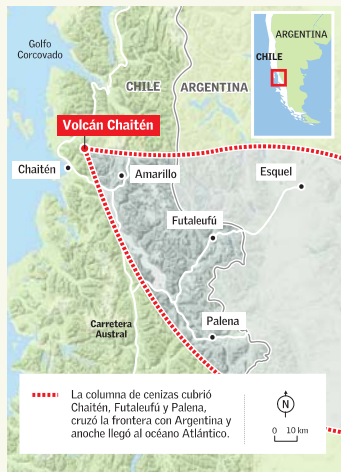 Golfo
Corcovado
CHILE
ARGENTINA
ARGENTINA
CHILE
Volcán Chaitén
Chaitén
Amarillo
Esquel
Futaleufú
Carretera
Austral
Palena
La columna de cenizas cubrió
Chaitén, Futaleufú y Palena,
cruzó la frontera con Argentina y
anoche llegó al océano Atlántico.
N
0 10 km